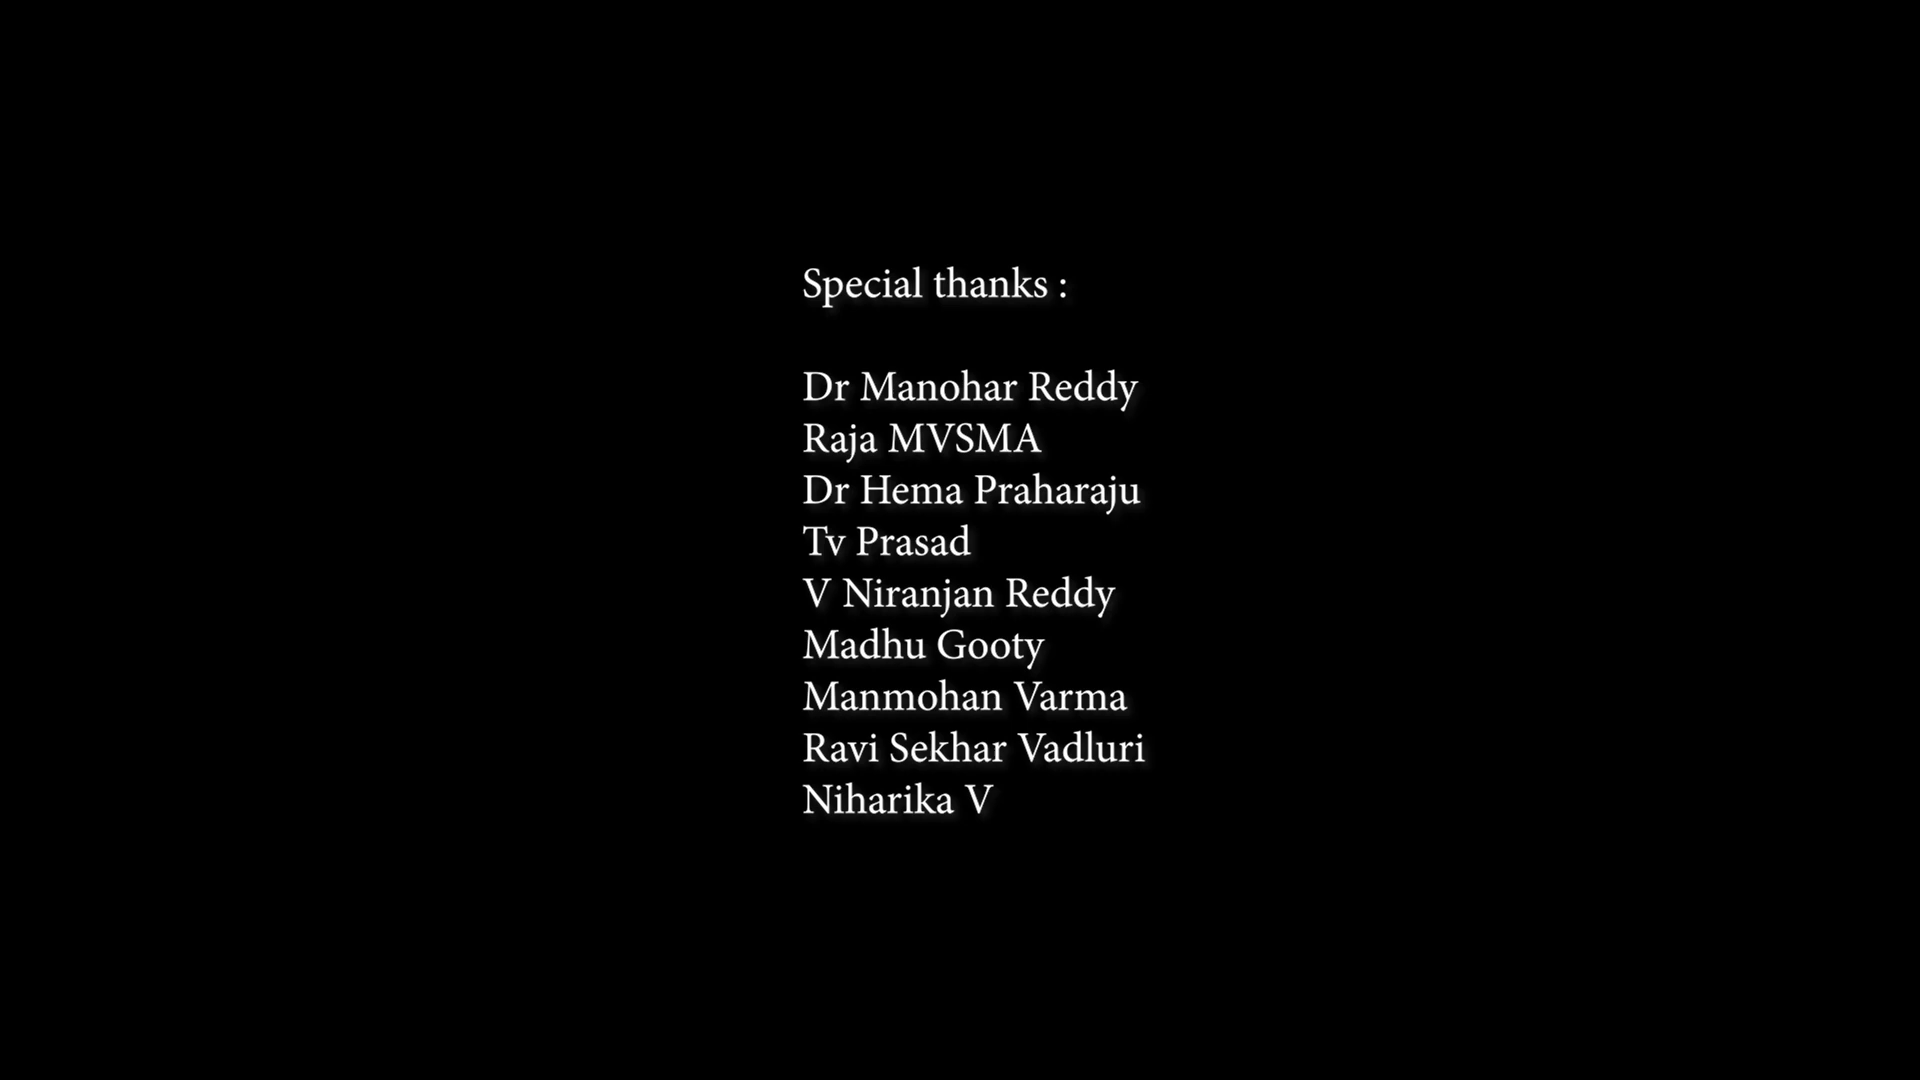 Special thanks :
Dr Manohar Reddy
Raja MVSMA
Dr Hema Praharaju
Tv Prasad
V Niranjan Reddy
Madhu Gooty
Manmohan Varma
Ravi Sekhar Vadluri
Niharika V